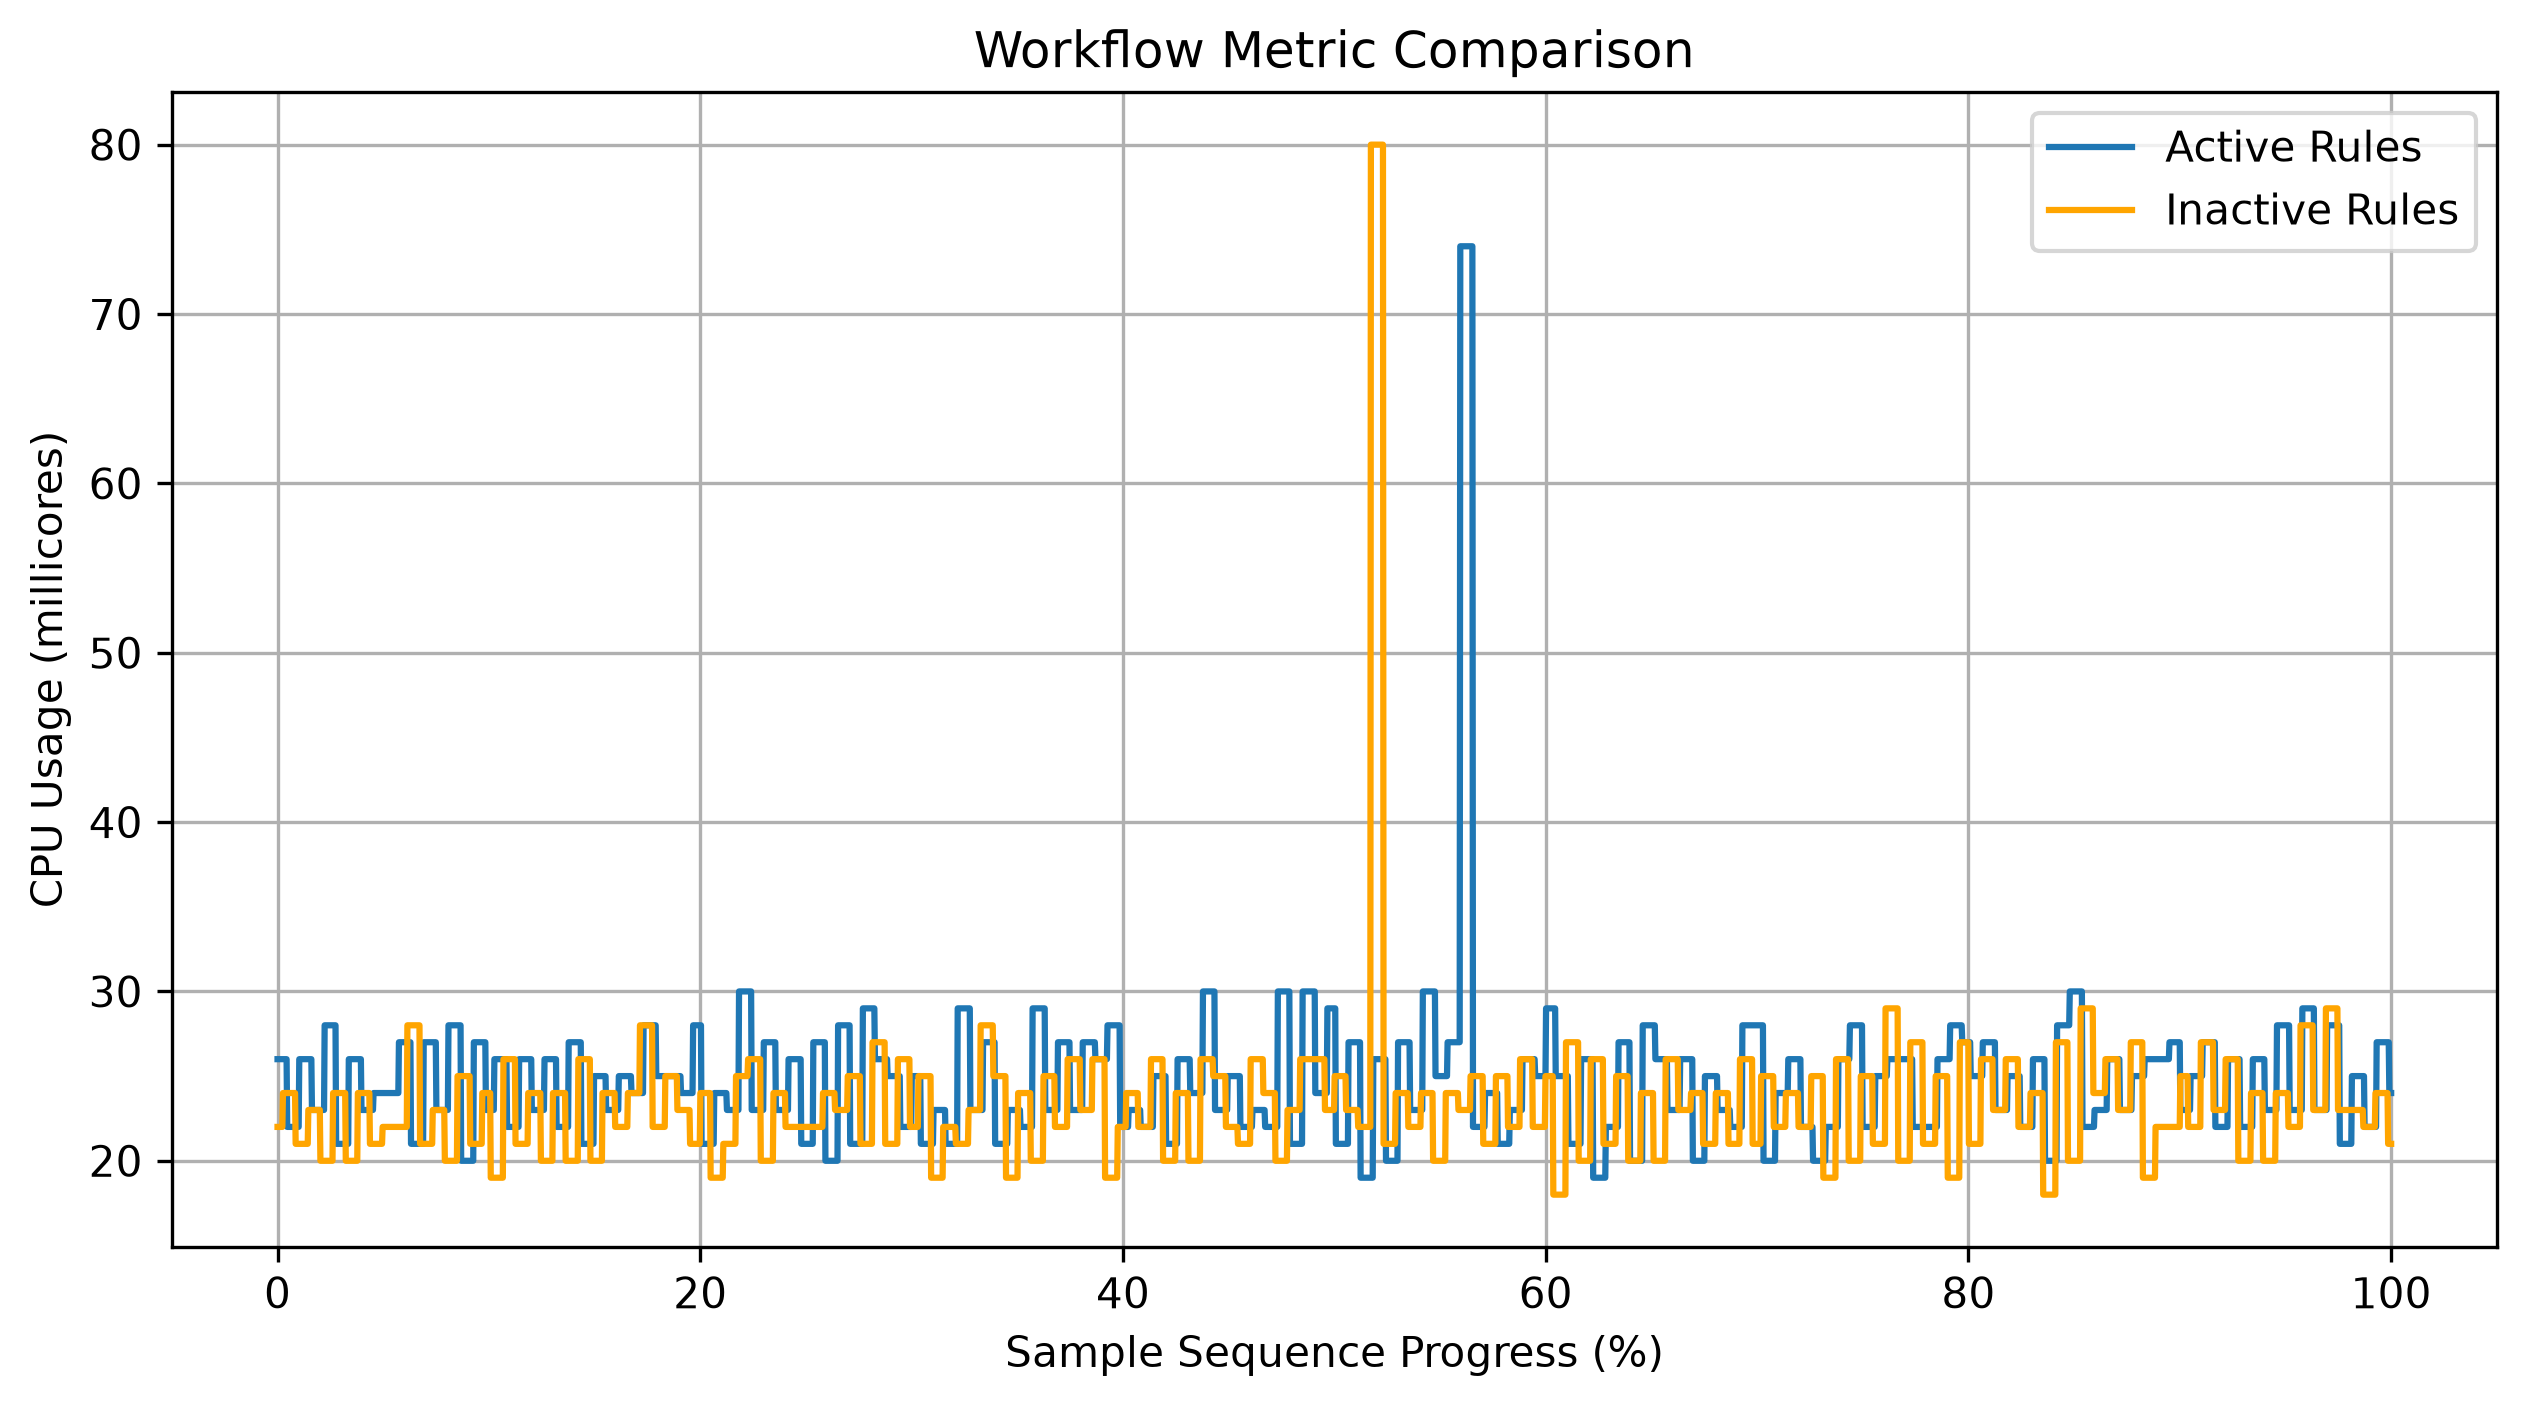 Workflow Metric Comparison
Active Rules
Inactive Rules
80
70
60
50
40
30
20
CPU Usage (millicores)
0 20 40 60 80 100
Sample Sequence Progress (%)